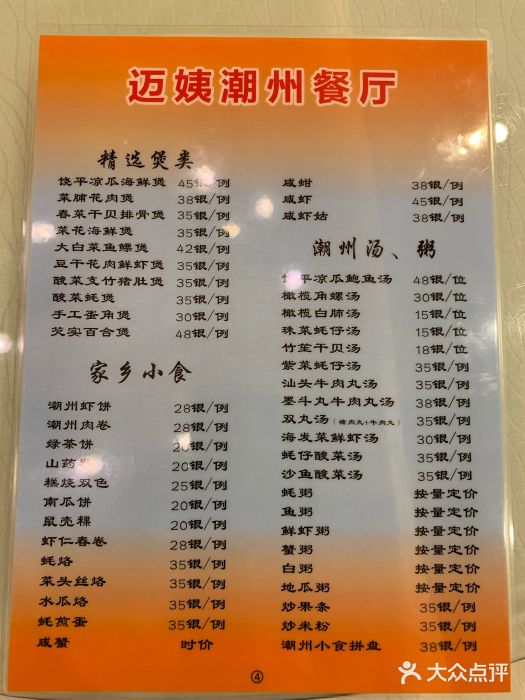 迈姨潮州餐厅
精选煲类
饶平凉瓜海鲜煲 45银/例
菜脯花肉煲 38银/例
春菜干贝排骨煲 35银/例
菜花海鲜煲 35银/例
大白菜鱼鳔煲 42银/例
豆干花肉鲜虾煲 35银/例
酸菜支竹猪肚煲 35银/例
酸菜蚝煲 35银/例
手工蛋角煲 30银/例
芡实百合煲 48银/例
家乡小食
潮州虾饼 28银/例
潮州肉卷 28银/例
绿茶饼 20银/例
山药 20银/例
糕烧双色 25银/例
南瓜饼 20银/例
鼠壳粿 20银/例
虾仁春卷 28银/例
蚝烙 35银/例
菜头丝烙 35银/例
水瓜烙 35银/例
蚝煎蛋 35银/例
咸蟹 时价
咸蚶 38银/例
咸虾 45银/例
咸虾姑 38银/例
潮州汤、粥
饶平凉瓜鲍鱼汤 48银/位
橄榄角螺汤 30银/位
橄榄白肺汤 15银/位
珠菜蚝仔汤 15银/位
竹笙干贝汤 18银/位
紫菜蚝仔汤 35银/例
汕头牛肉丸汤 35银/例
墨斗丸牛肉丸汤 38银/例
双丸汤(猪肉丸+牛肉丸) 35银/例
海发菜鲜虾汤 30银/例
蚝仔酸菜汤 35银/例
沙鱼酸菜汤 35银/例
蚝粥 按量定价
鱼粥 按量定价
鲜虾粥 按量定价
蟹粥 按量定价
白粥 按量定价
地瓜粥 按量定价
炒果条 35银/例
炒米粉 35银/例
潮州小食拼盘 38银/例
④
大众点评